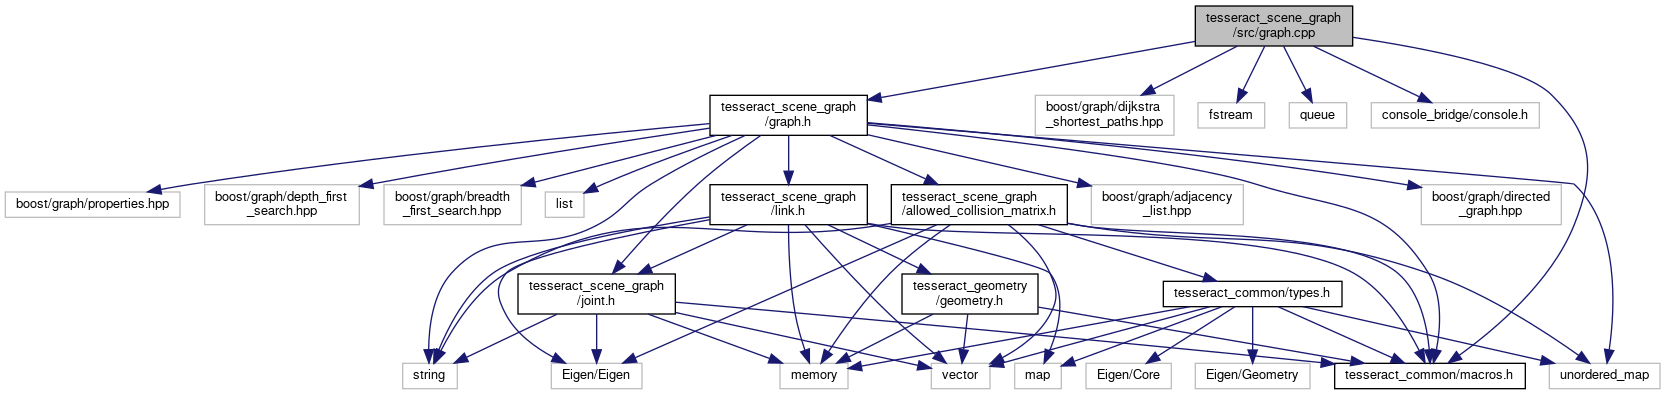 tesseract_scene_graph
/src/graph.cpp
tesseract_scene_graph
/graph.h
boost/graph/dijkstra
_shortest_paths.hpp
fstream
queue
console_bridge/console.h
boost/graph/properties.hpp
boost/graph/depth_first
_search.hpp
boost/graph/breadth
_first_search.hpp
list
tesseract_scene_graph
/link.h
tesseract_scene_graph
/allowed_collision_matrix.h
boost/graph/adjacency
_list.hpp
boost/graph/directed
_graph.hpp
tesseract_scene_graph
/joint.h
tesseract_geometry
/geometry.h
tesseract_common/types.h
string
Eigen/Eigen
memory
vector
map
Eigen/Core
Eigen/Geometry
tesseract_common/macros.h
unordered_map